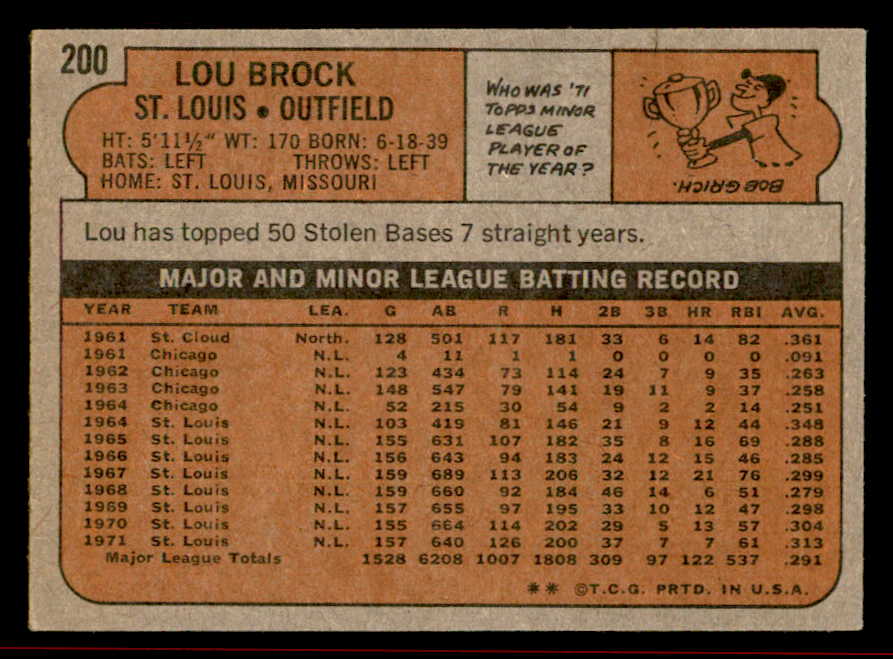 200
LOU BROCK
ST. LOUIS • OUTFIELD
HT: 5'11½" WT: 170 BORN: 6-18-39
BATS: LEFT THROWS: LEFT
HOME: ST. LOUIS, MISSOURI
WHO WAS '71
TOPPS MINOR
LEAGUE
PLAYER OF
THE YEAR?
BOB GRICH.
Lou has topped 50 Stolen Bases 7 straight years.
MAJOR AND MINOR LEAGUE BATTING RECORD
YEAR TEAM LEA. G AB R H 2B 3B HR RBI AVG.
1961 St. Cloud North. 128 501 117 181 33 6 14 82 .361
1961 Chicago N.L. 4 11 1 1 0 0 0 0 .091
1962 Chicago N.L. 123 434 73 114 24 7 9 35 .263
1963 Chicago N.L. 148 547 79 141 19 11 9 37 .258
1964 Chicago N.L. 52 215 30 54 9 2 2 14 .251
1964 St. Louis N.L. 103 419 81 146 21 9 12 44 .348
1965 St. Louis N.L. 155 631 107 182 35 8 16 69 .288
1966 St. Louis N.L. 156 643 94 183 24 12 15 46 .285
1967 St. Louis N.L. 159 689 113 206 32 12 21 76 .299
1968 St. Louis N.L. 159 660 92 184 46 14 6 51 .279
1969 St. Louis N.L. 157 655 97 195 33 10 12 47 .298
1970 St. Louis N.L. 155 664 114 202 29 5 13 57 .304
1971 St. Louis N.L. 157 640 126 200 37 7 7 61 .313
Major League Totals 1528 6208 1007 1808 309 97 122 537 .291
** ©T.C.G. PRTD. IN U.S.A.